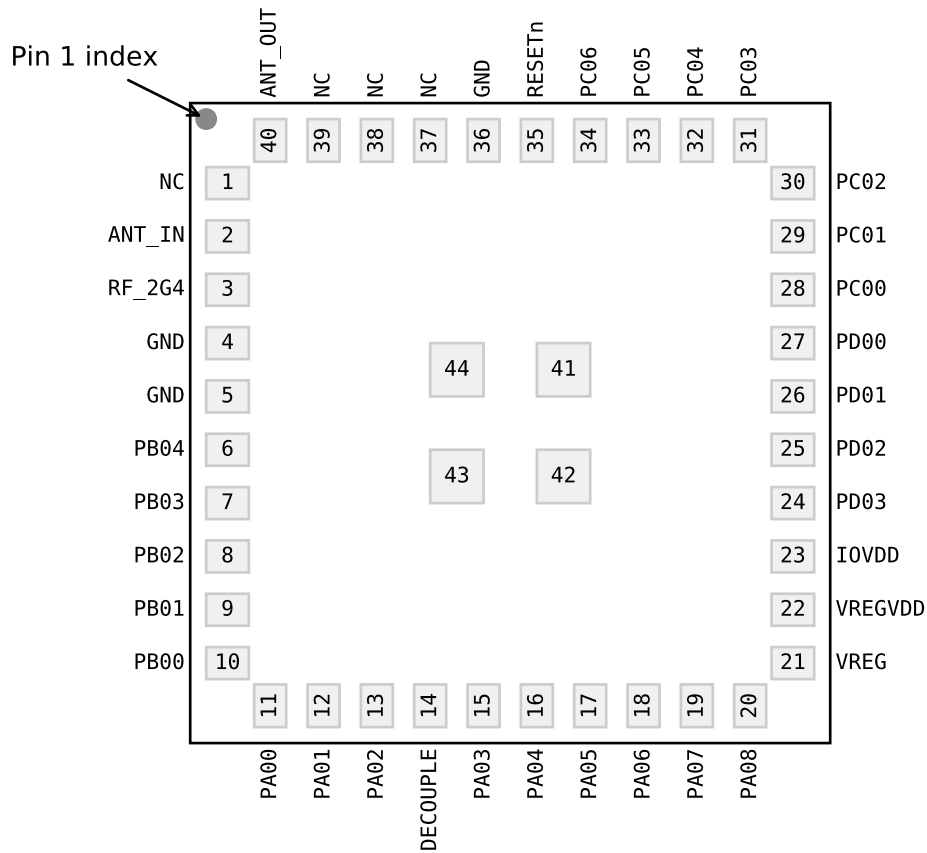 Pin 1 index
ANT_OUT NC NC NC GND RESETn PC06 PC05 PC04 PC03
40 39 38 37 36 35 34 33 32 31
NC 1 30 PC02
ANT_IN 2 29 PC01
RF_2G4 3 28 PC00
GND 4 27 PD00
44 41
GND 5 26 PD01
PB04 6 25 PD02
43 42
PB03 7 24 PD03
PB02 8 23 IOVDD
PB01 9 22 VREGVDD
PB00 10 21 VREG
11 12 13 14 15 16 17 18 19 20
PA00 PA01 PA02 DECOUPLE PA03 PA04 PA05 PA06 PA07 PA08